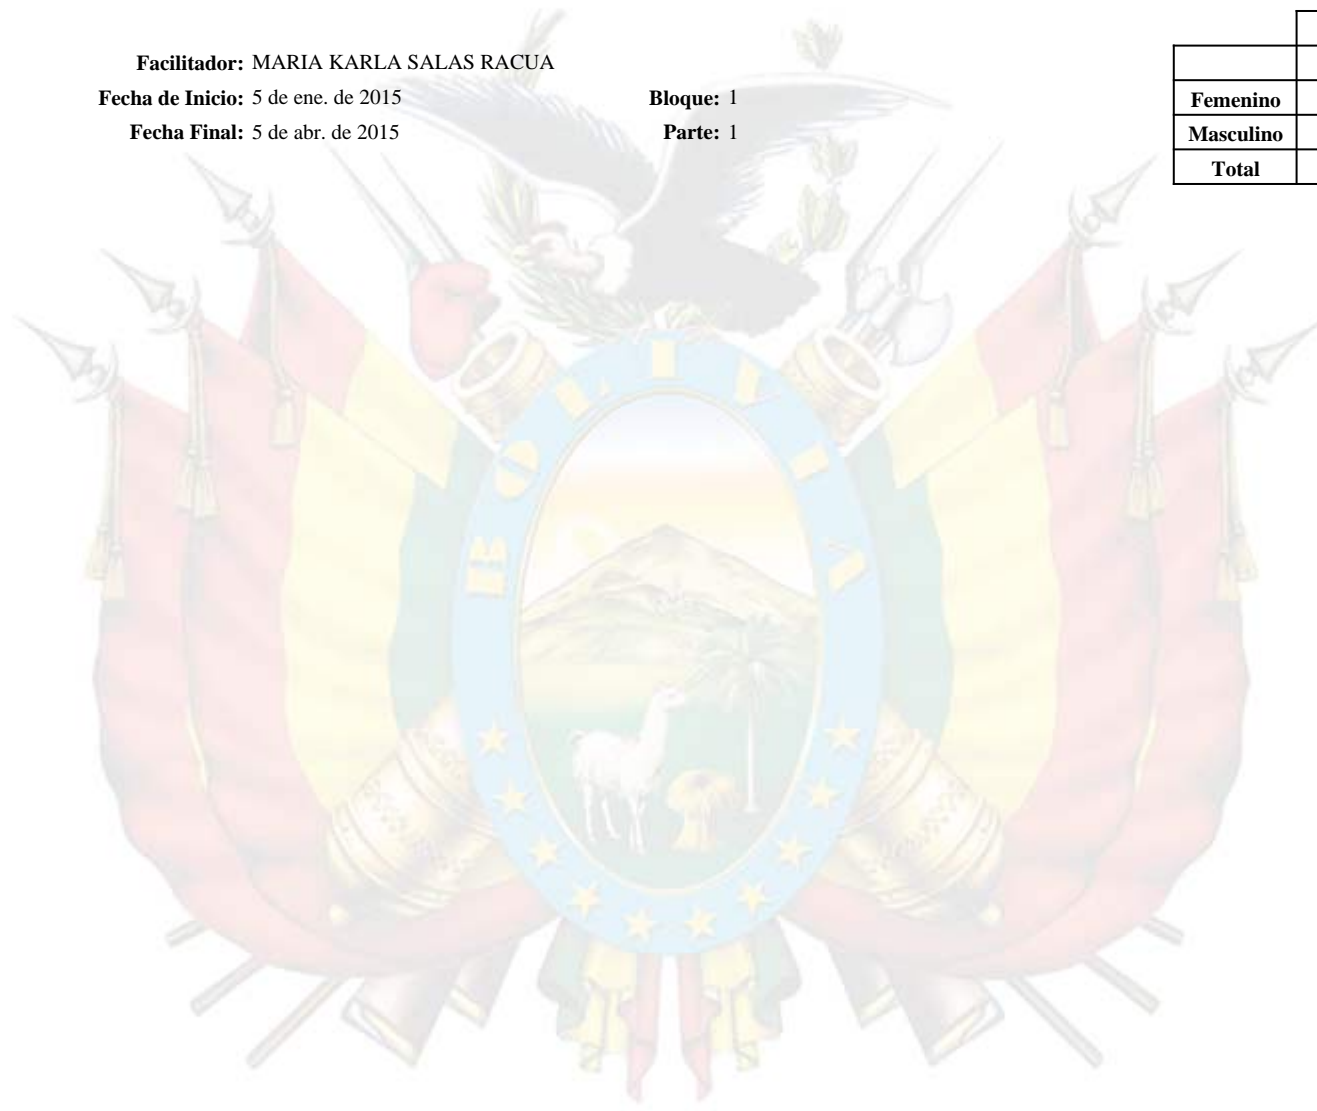 Facilitador: MARIA KARLA SALAS RACUA
Fecha de Inicio: 5 de ene. de 2015 Bloque: 1
Fecha Final: 5 de abr. de 2015 Parte: 1
Femenino
Masculino
Total
BOLIVIA